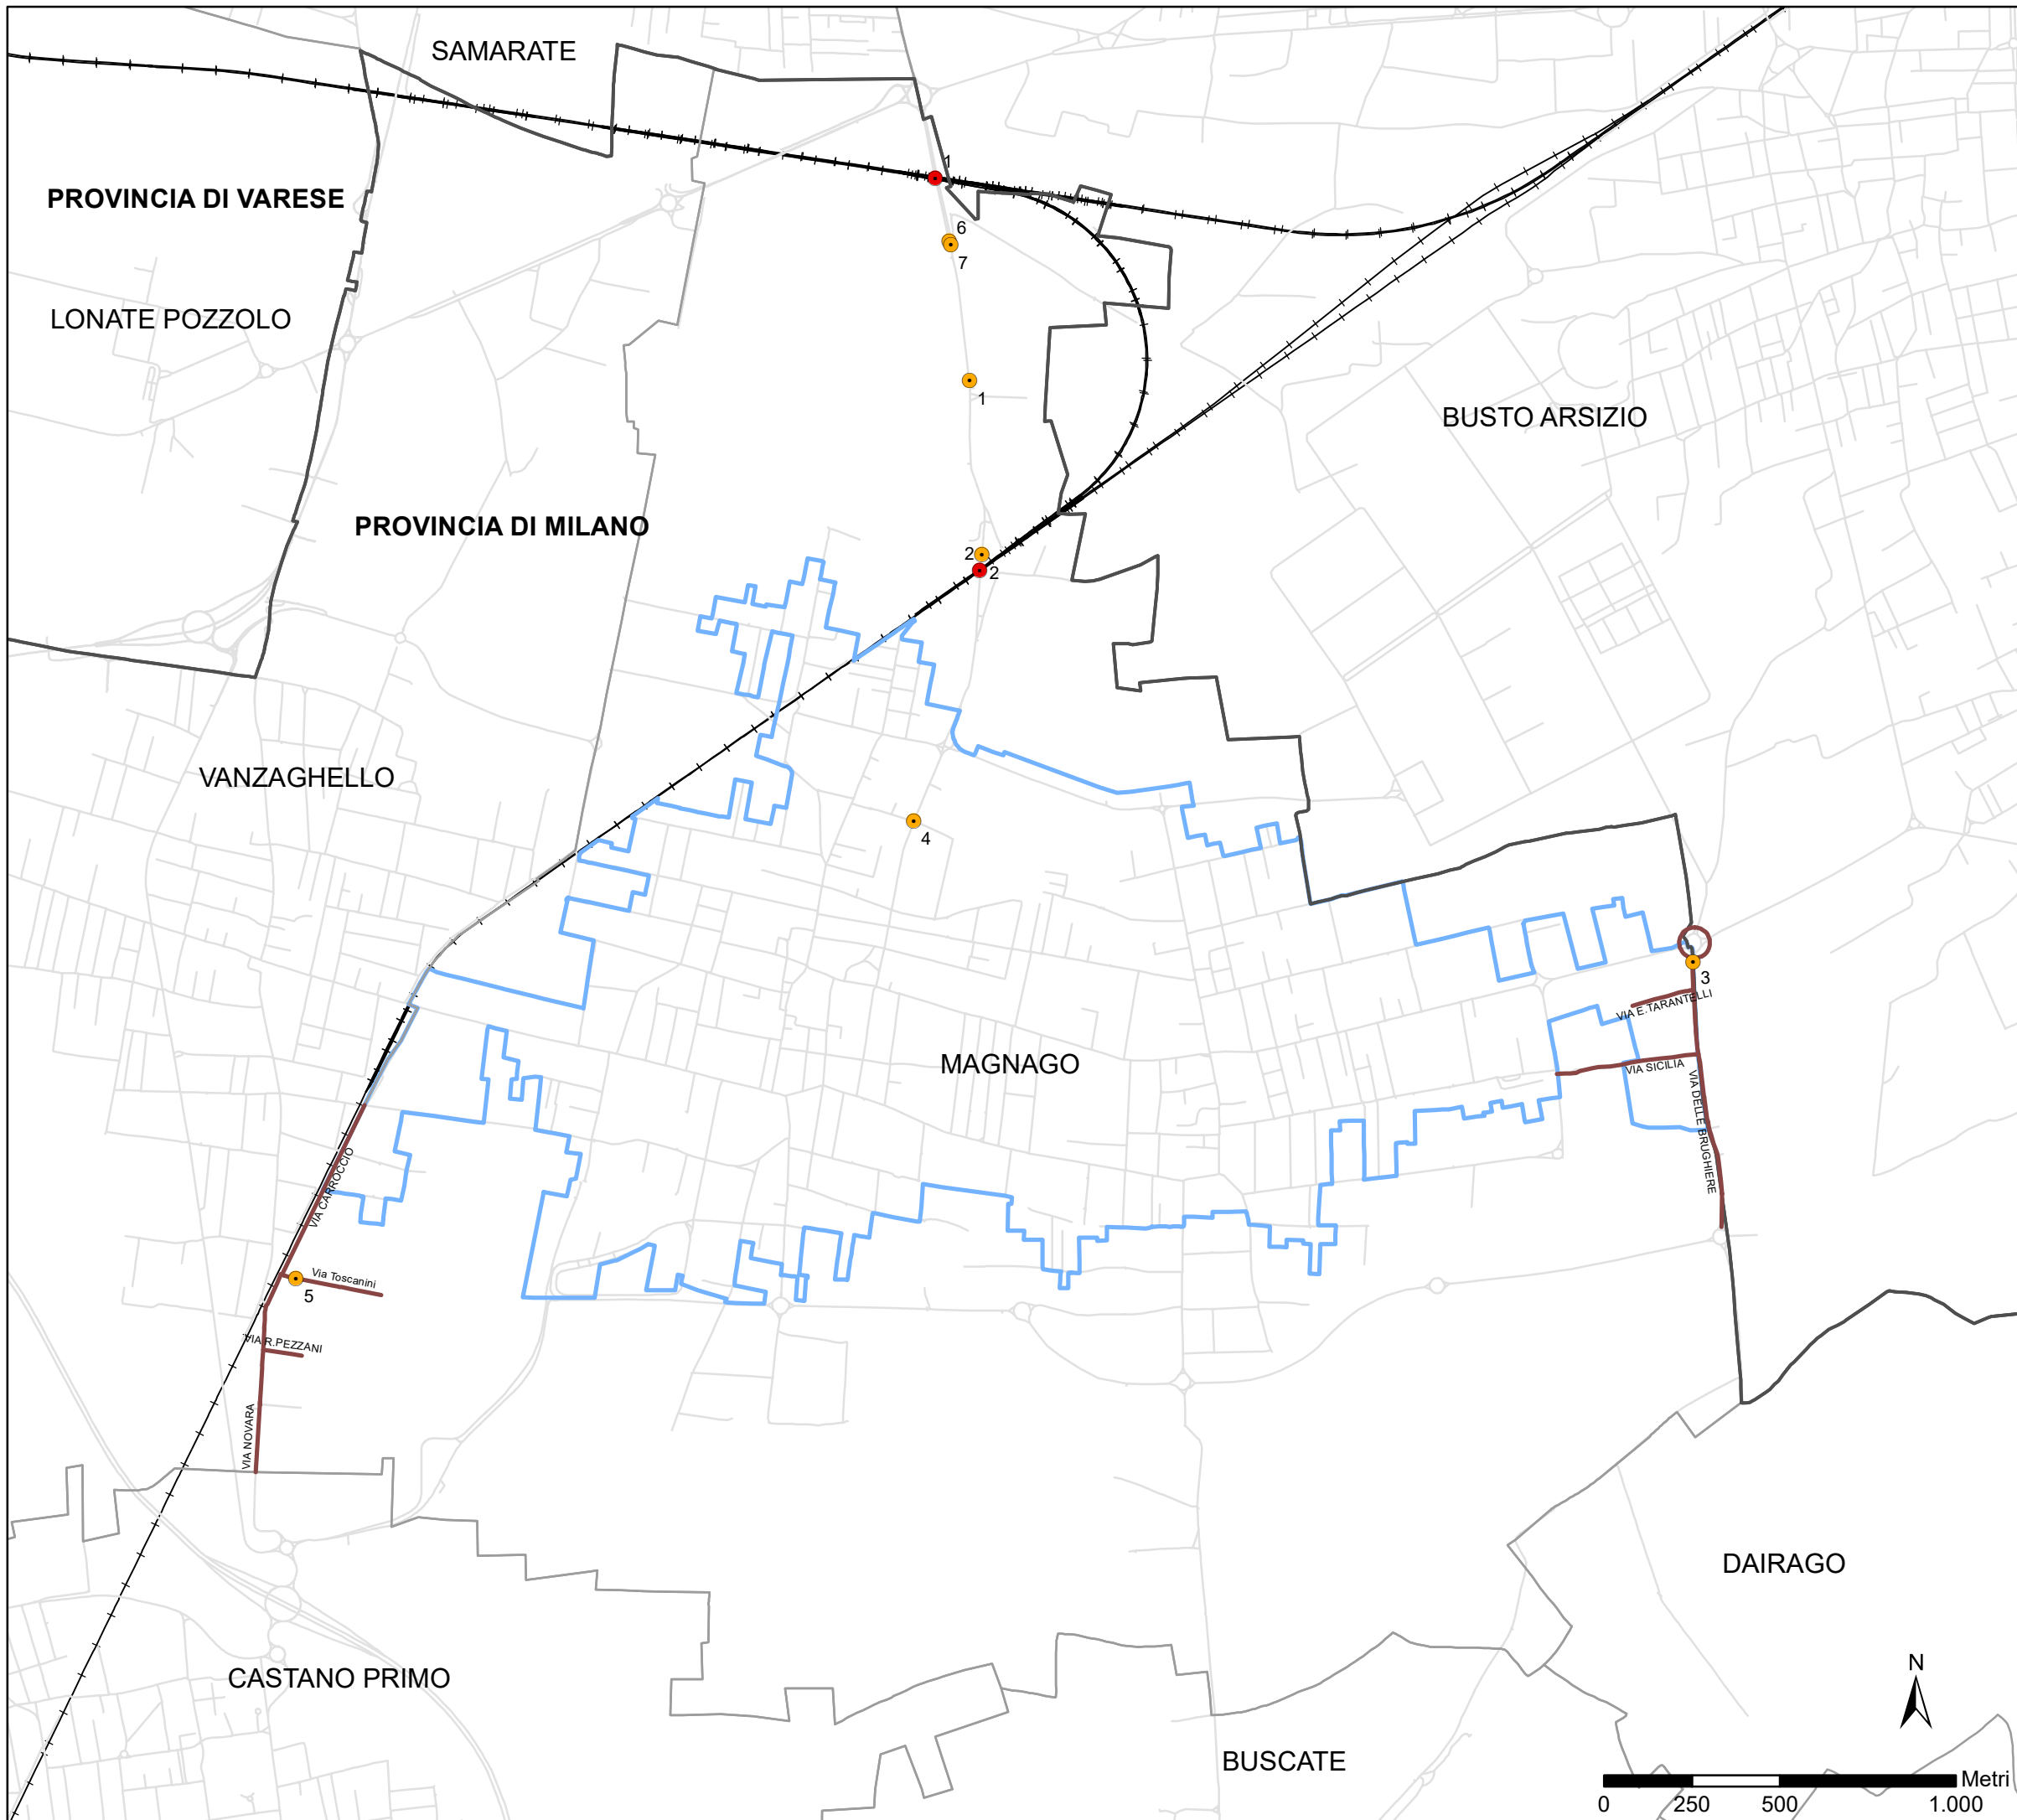 SAMARATE
1
PROVINCIA DI VARESE
6
7
LONATE POZZOLO
1
BUSTO ARSIZIO
PROVINCIA DI MILANO
2
2
VANZAGHELLO
4
3
VIA E.TARANTELLI
MAGNAGO
VIA SICILIA
VIA DELLE BRUGHIERE
VIA CARROCCIO
Via Toscanini
5
VIA R.PEZZANI
VIA NOVARA
DAIRAGO
CASTANO PRIMO
N
BUSCATE
Metri
0 250 500 1.000